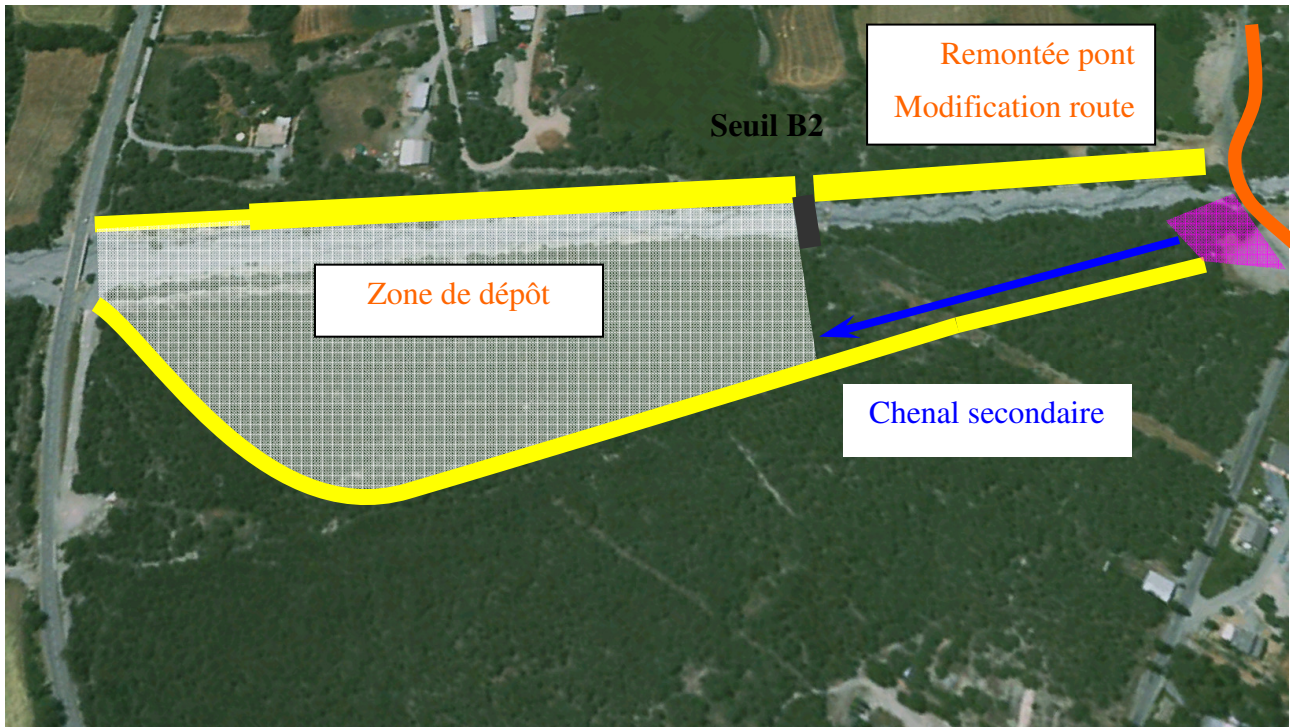 Remontée pont
Modification route
Seuil B2
Zone de dépôt
Chenal secondaire